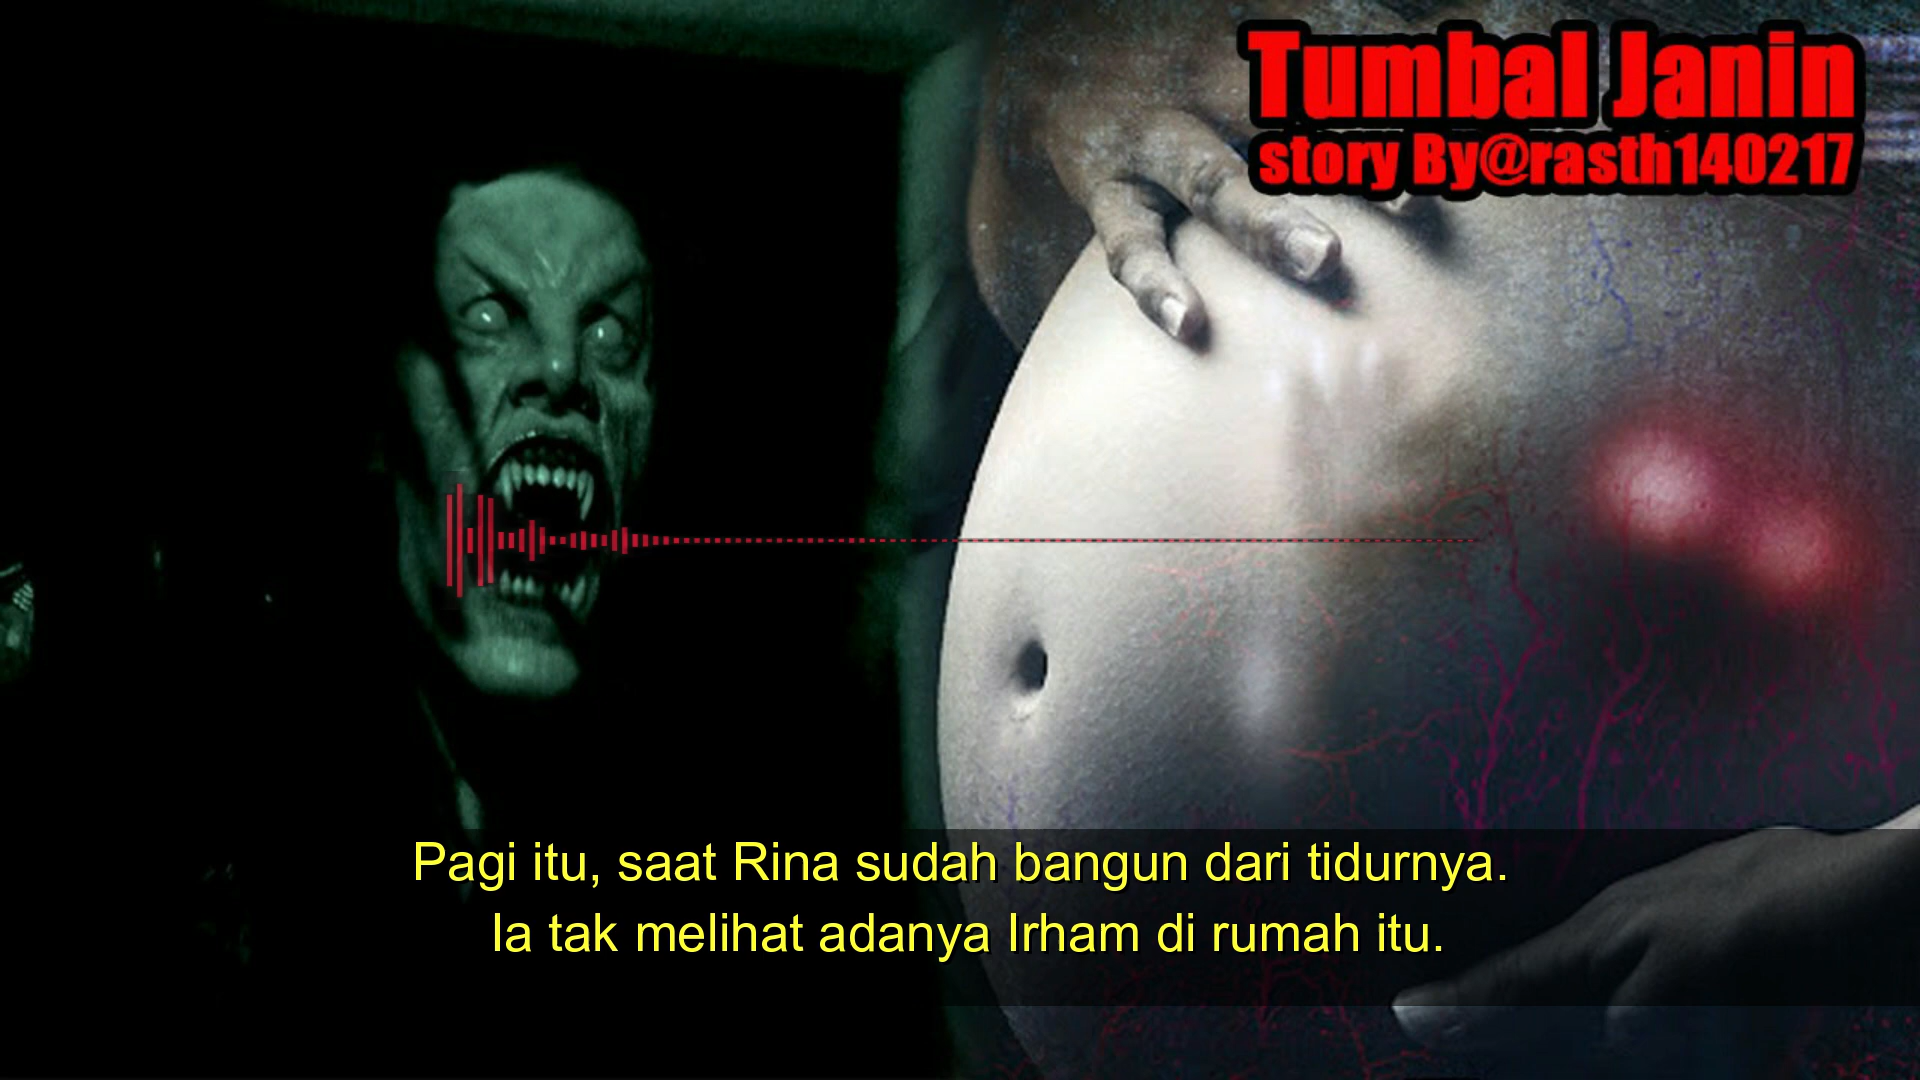 Tumbal Janin
story By@rasth140217
Pagi itu, saat Rina sudah bangun dari tidurnya.
Ia tak melihat adanya Irham di rumah itu.